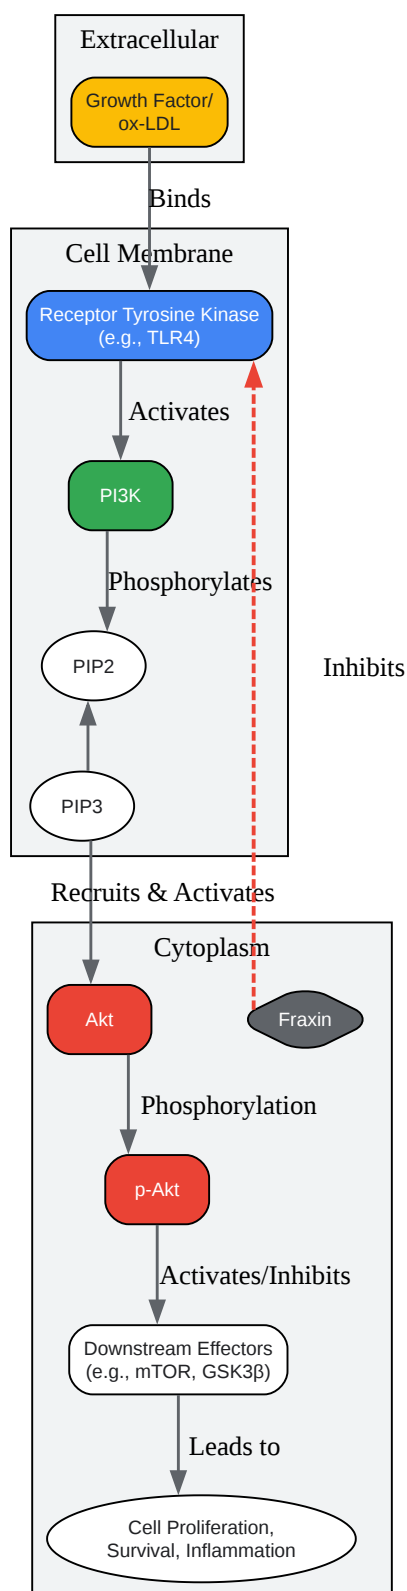 Extracellular
Growth Factor/
ox-LDL
Binds
Cell Membrane
Receptor Tyrosine Kinase
(e.g., TLR4)
Activates
PI3K
Phosphorylates
PIP2
Inhibits
PIP3
Recruits & Activates
Cytoplasm
Akt
Fraxin
Phosphorylation
p-Akt
Activates/Inhibits
Downstream Effectors
(e.g., mTOR, GSK3β)
Leads to
Cell Proliferation,
Survival, Inflammation